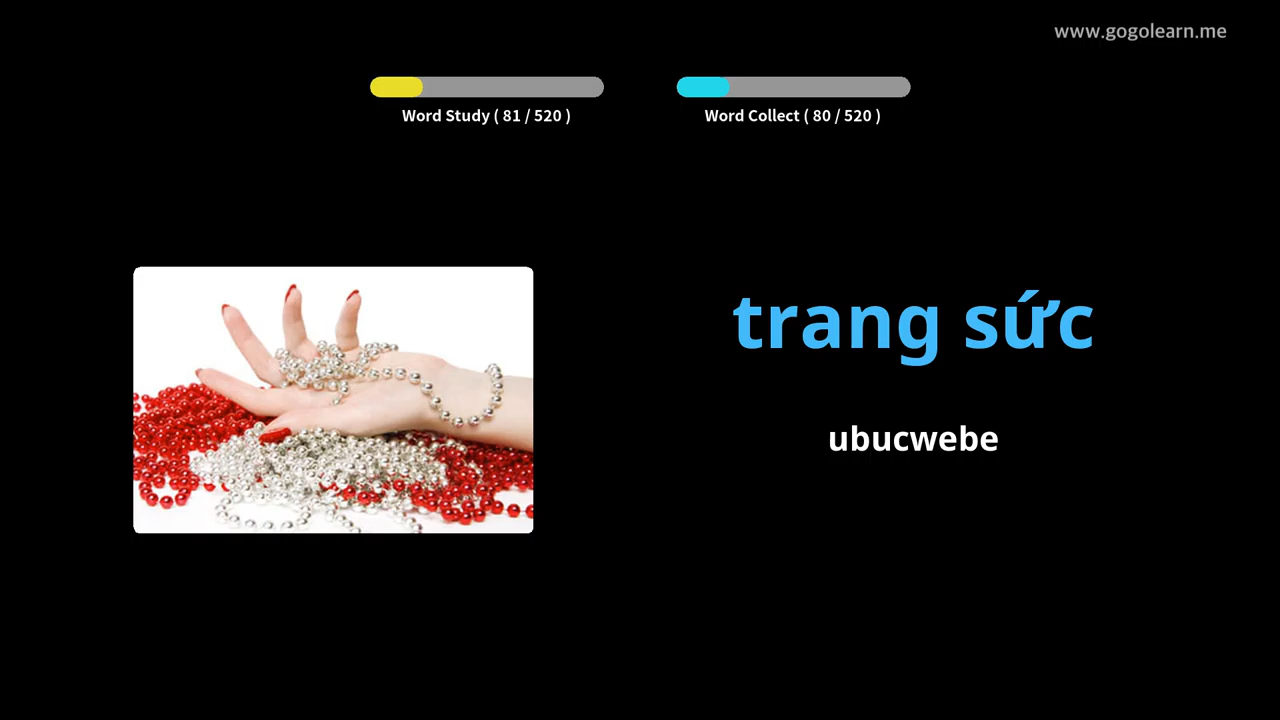 www.gogolearn.me
Word Study ( 81 / 520 )
Word Collect ( 80 / 520 )
trang sức
ubucwebe